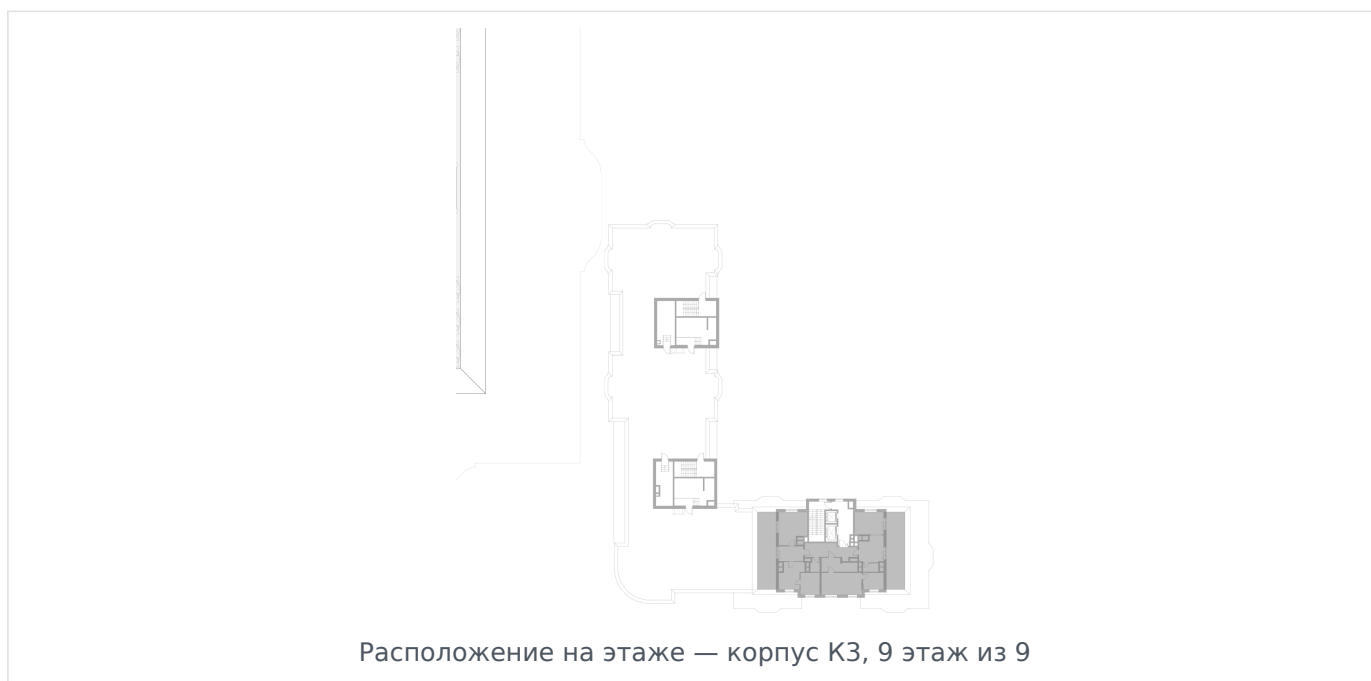 Расположение на этаже — корпус К3, 9 этаж из 9